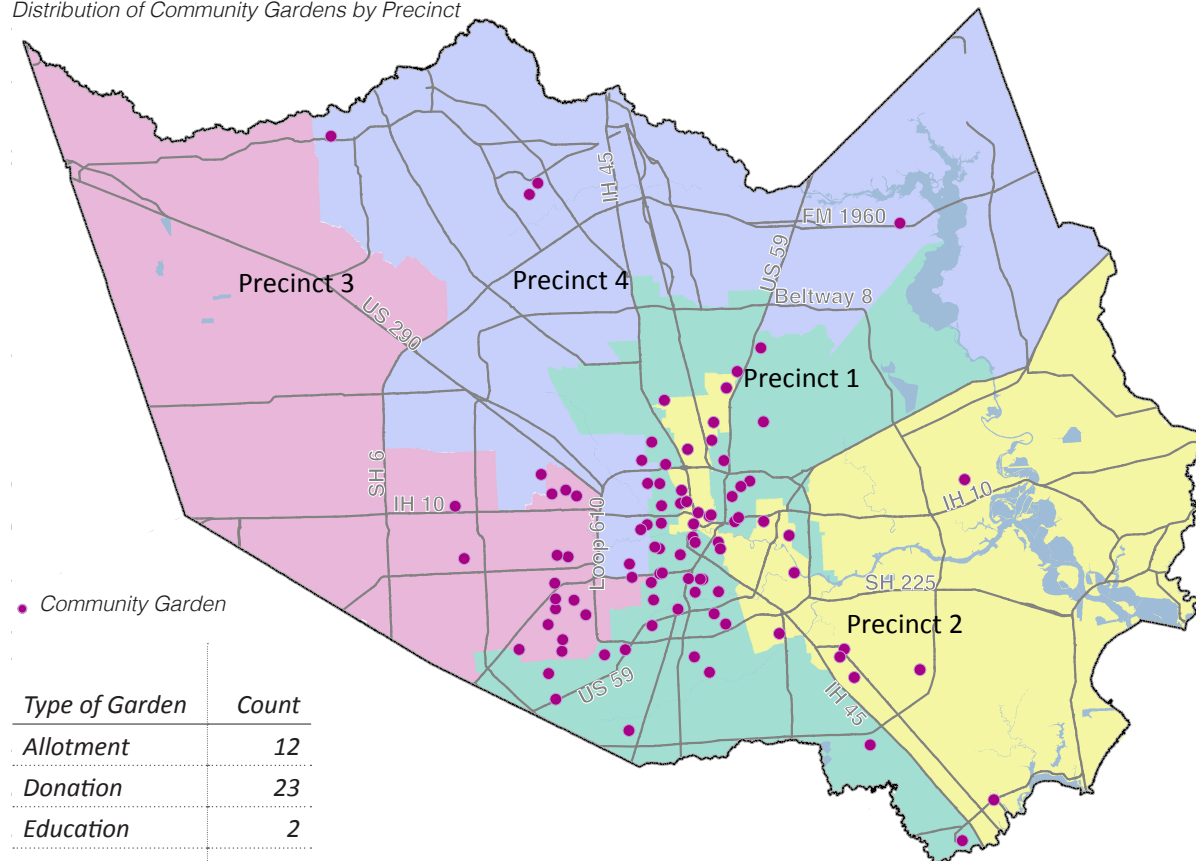 Distribution of Community Gardens by Precinct
IH 45
FM 1960
US 59
Precinct 3
Precinct 4
Beltway 8
US 290
Precinct 1
SH 6
IH 10
IH 10
Loop 610
SH 225
Community Garden
Precinct 2
US 59
IH 45
Type of Garden Count
Allotment 12
Donation 23
Education 2